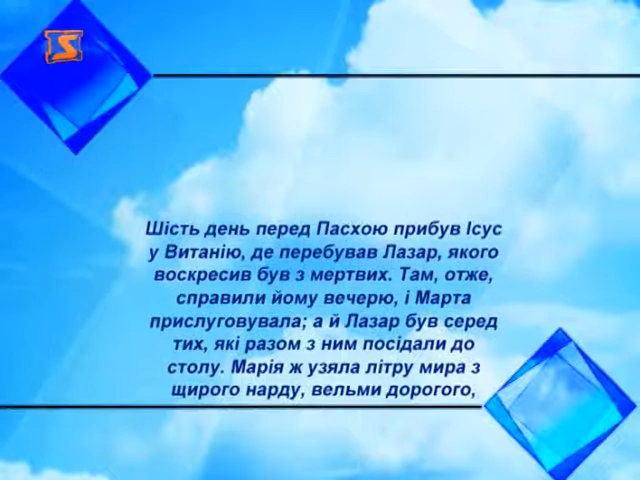 Шість день перед Пасхою прибув Ісус
у Витанію, де перебував Лазар, якого
воскресив був з мертвих. Там, отже,
справили йому вечерю, і Марта
прислуговувала; а й Лазар був серед
тих, які разом з ним посідали до
столу. Марія ж узяла літру мира з
щирого нарду, вельми дорогого,